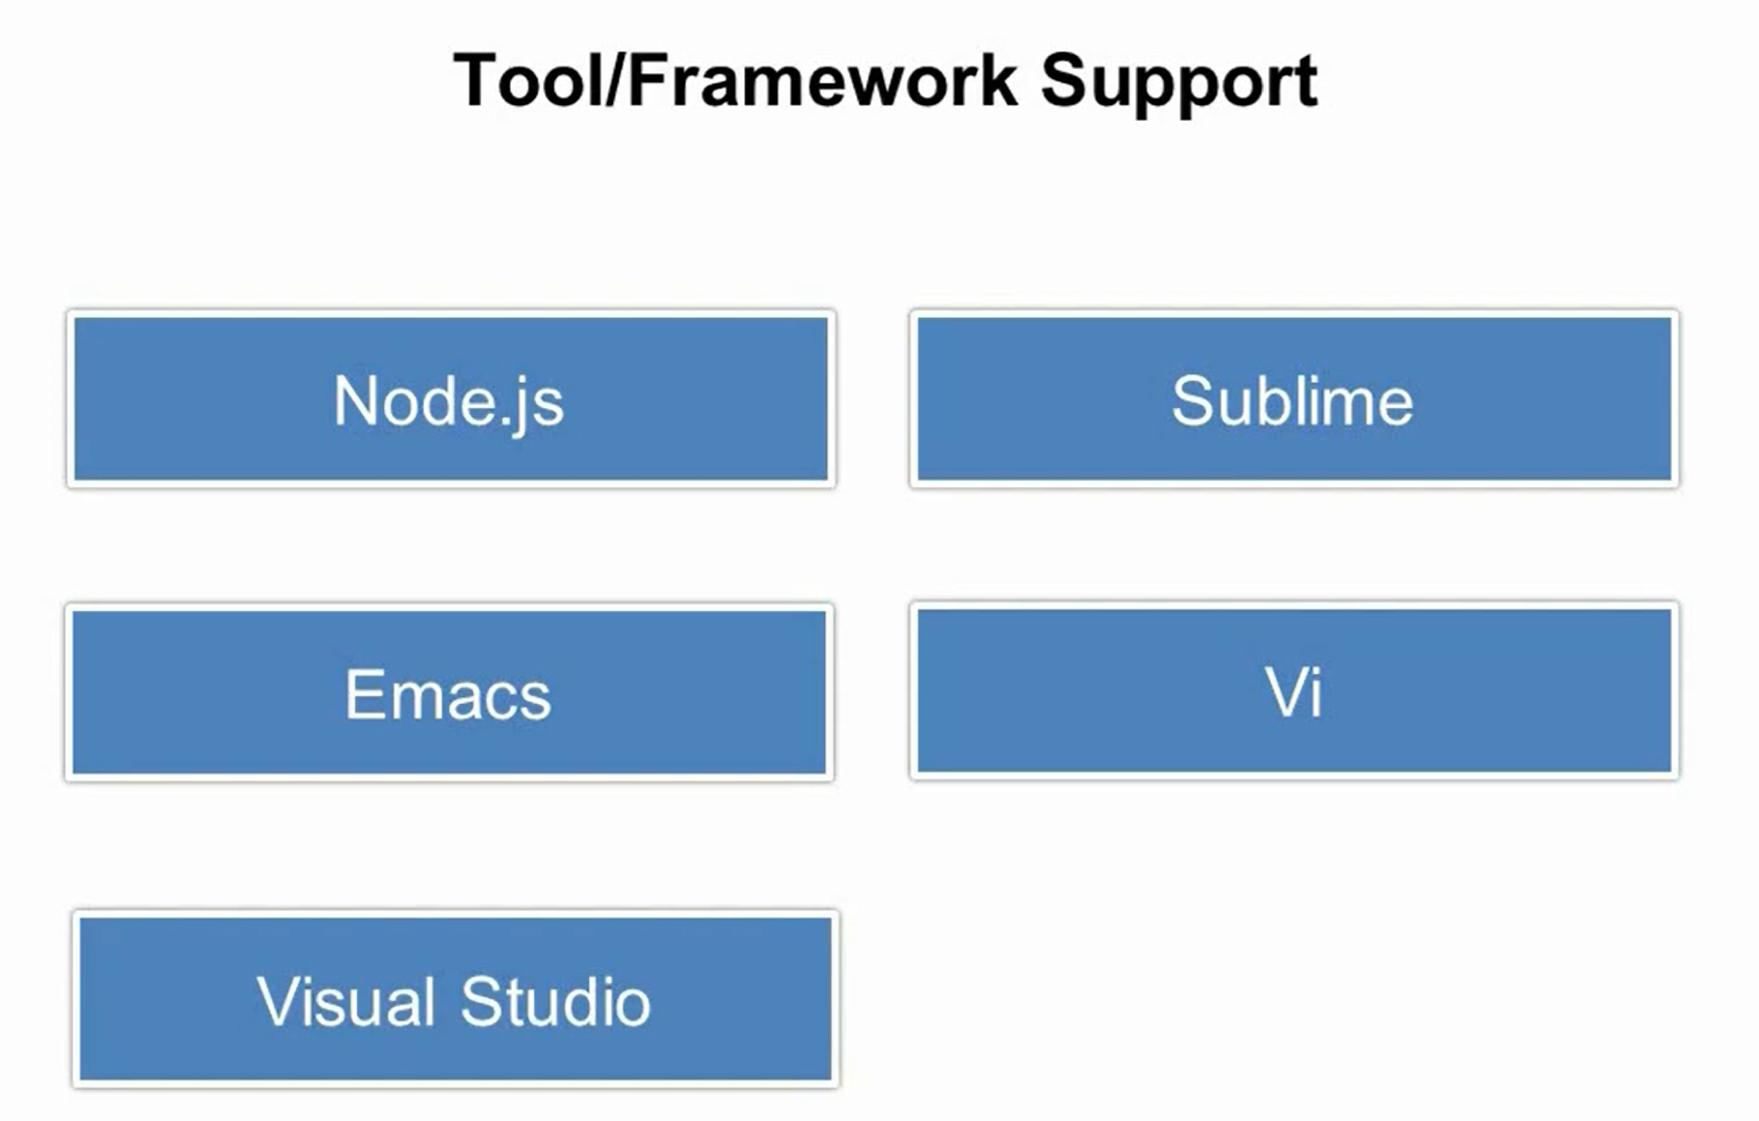 Tool/Framework Support
Node.js
Sublime
Emacs
Vi
Visual Studio